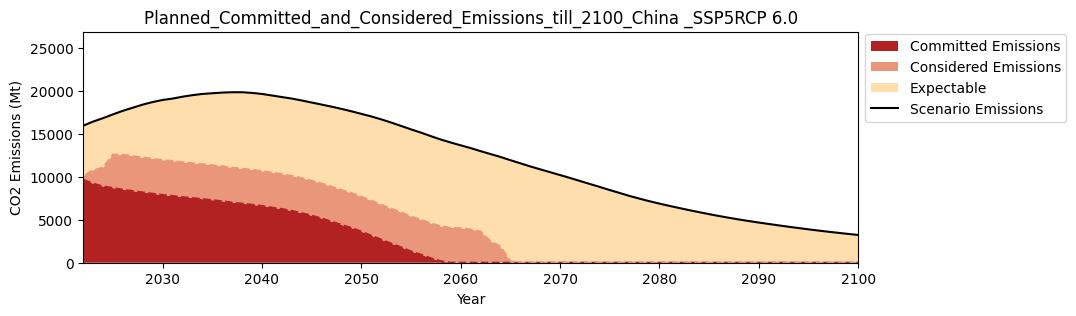 Planned_Committed_and_Considered_Emissions_till_2100_China _SSP5RCP 6.0
25000
20000
15000
10000
5000
0
CO2 Emissions (Mt)
2030 2040 2050 2060 2070 2080 2090 2100
Year
Committed Emissions
Considered Emissions
Expectable
Scenario Emissions